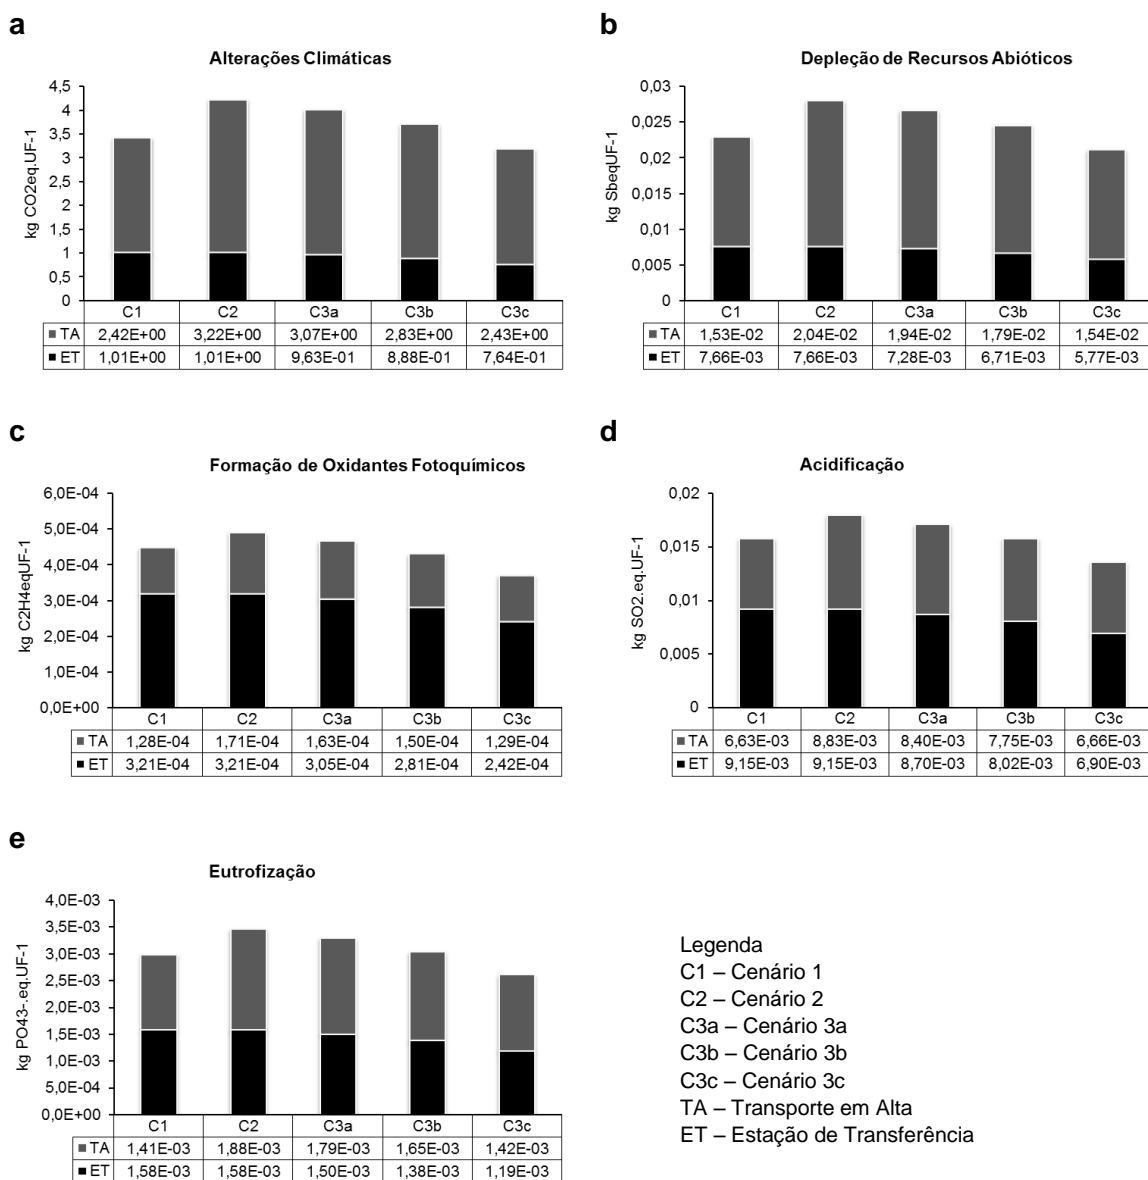 a
Alterações Climáticas
kg CO2eq.UF-1
4,5
4
3,5
3
2,5
2
1,5
1
0,5
0
C1 C2 C3a C3b C3c
TA 2,42E+00 3,22E+00 3,07E+00 2,83E+00 2,43E+00
ET 1,01E+00 1,01E+00 9,63E-01 8,88E-01 7,64E-01
b
Depleção de Recursos Abióticos
kg SbeqUF-1
0,03
0,025
0,02
0,015
0,01
0,005
0
C1 C2 C3a C3b C3c
TA 1,53E-02 2,04E-02 1,94E-02 1,79E-02 1,54E-02
ET 7,66E-03 7,66E-03 7,28E-03 6,71E-03 5,77E-03
c
Formação de Oxidantes Fotoquímicos
kg C2H4eqUF-1
6,0E-04
5,0E-04
4,0E-04
3,0E-04
2,0E-04
1,0E-04
0,0E+00
C1 C2 C3a C3b C3c
TA 1,28E-04 1,71E-04 1,63E-04 1,50E-04 1,29E-04
ET 3,21E-04 3,21E-04 3,05E-04 2,81E-04 2,42E-04
d
Acidificação
kg SO2.eq.UF-1
0,02
0,015
0,01
0,005
0
C1 C2 C3a C3b C3c
TA 6,63E-03 8,83E-03 8,40E-03 7,75E-03 6,66E-03
ET 9,15E-03 9,15E-03 8,70E-03 8,02E-03 6,90E-03
e
Eutrofização
kg PO43-.eq.UF-1
4,0E-03
3,5E-03
3,0E-03
2,5E-03
2,0E-03
1,5E-03
1,0E-03
5,0E-04
0,0E+00
C1 C2 C3a C3b C3c
TA 1,41E-03 1,88E-03 1,79E-03 1,65E-03 1,42E-03
ET 1,58E-03 1,58E-03 1,50E-03 1,38E-03 1,19E-03
Legenda
C1 – Cenário 1
C2 – Cenário 2
C3a – Cenário 3a
C3b – Cenário 3b
C3c – Cenário 3c
TA – Transporte em Alta
ET – Estação de Transferência